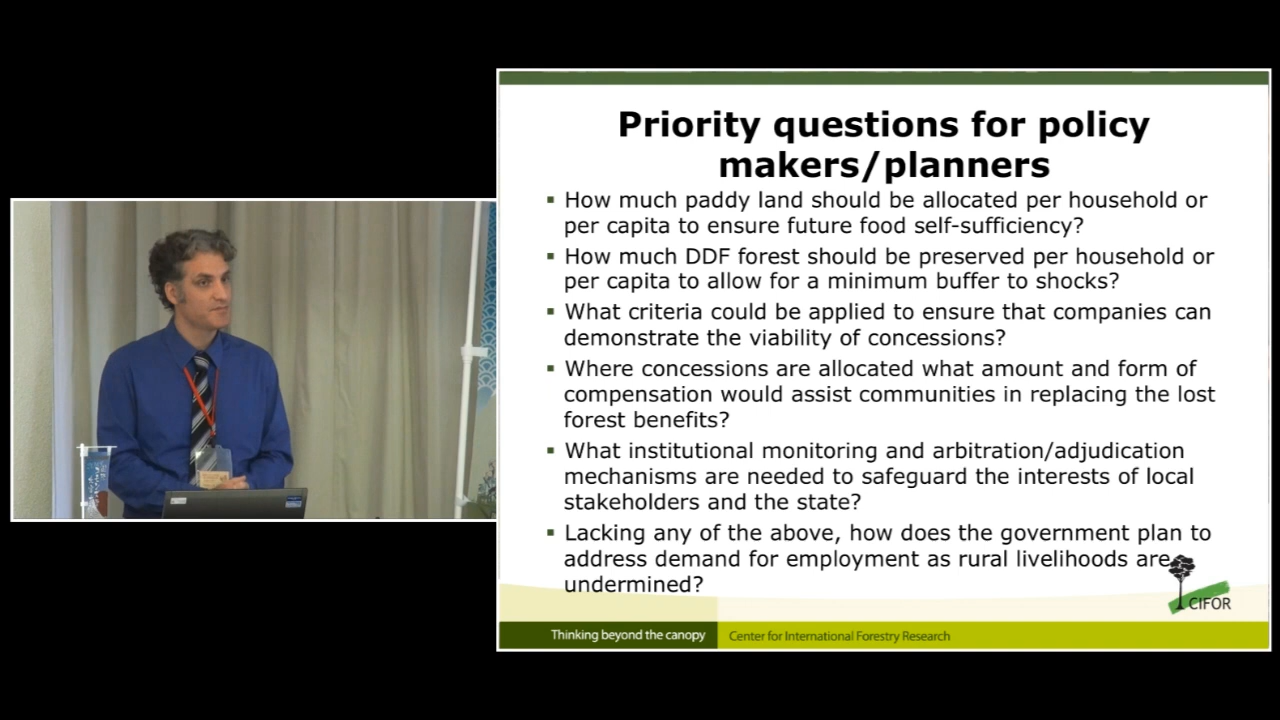 Priority questions for policy
makers/planners
▪ How much paddy land should be allocated per household or
per capita to ensure future food self-sufficiency?
▪ How much DDF forest should be preserved per household or
per capita to allow for a minimum buffer to shocks?
▪ What criteria could be applied to ensure that companies can
demonstrate the viability of concessions?
▪ Where concessions are allocated what amount and form of
compensation would assist communities in replacing the lost
forest benefits?
▪ What institutional monitoring and arbitration/adjudication
mechanisms are needed to safeguard the interests of local
stakeholders and the state?
▪ Lacking any of the above, how does the government plan to
address demand for employment as rural livelihoods are
undermined?
CIFOR
Thinking beyond the canopy
Center for International Forestry Research